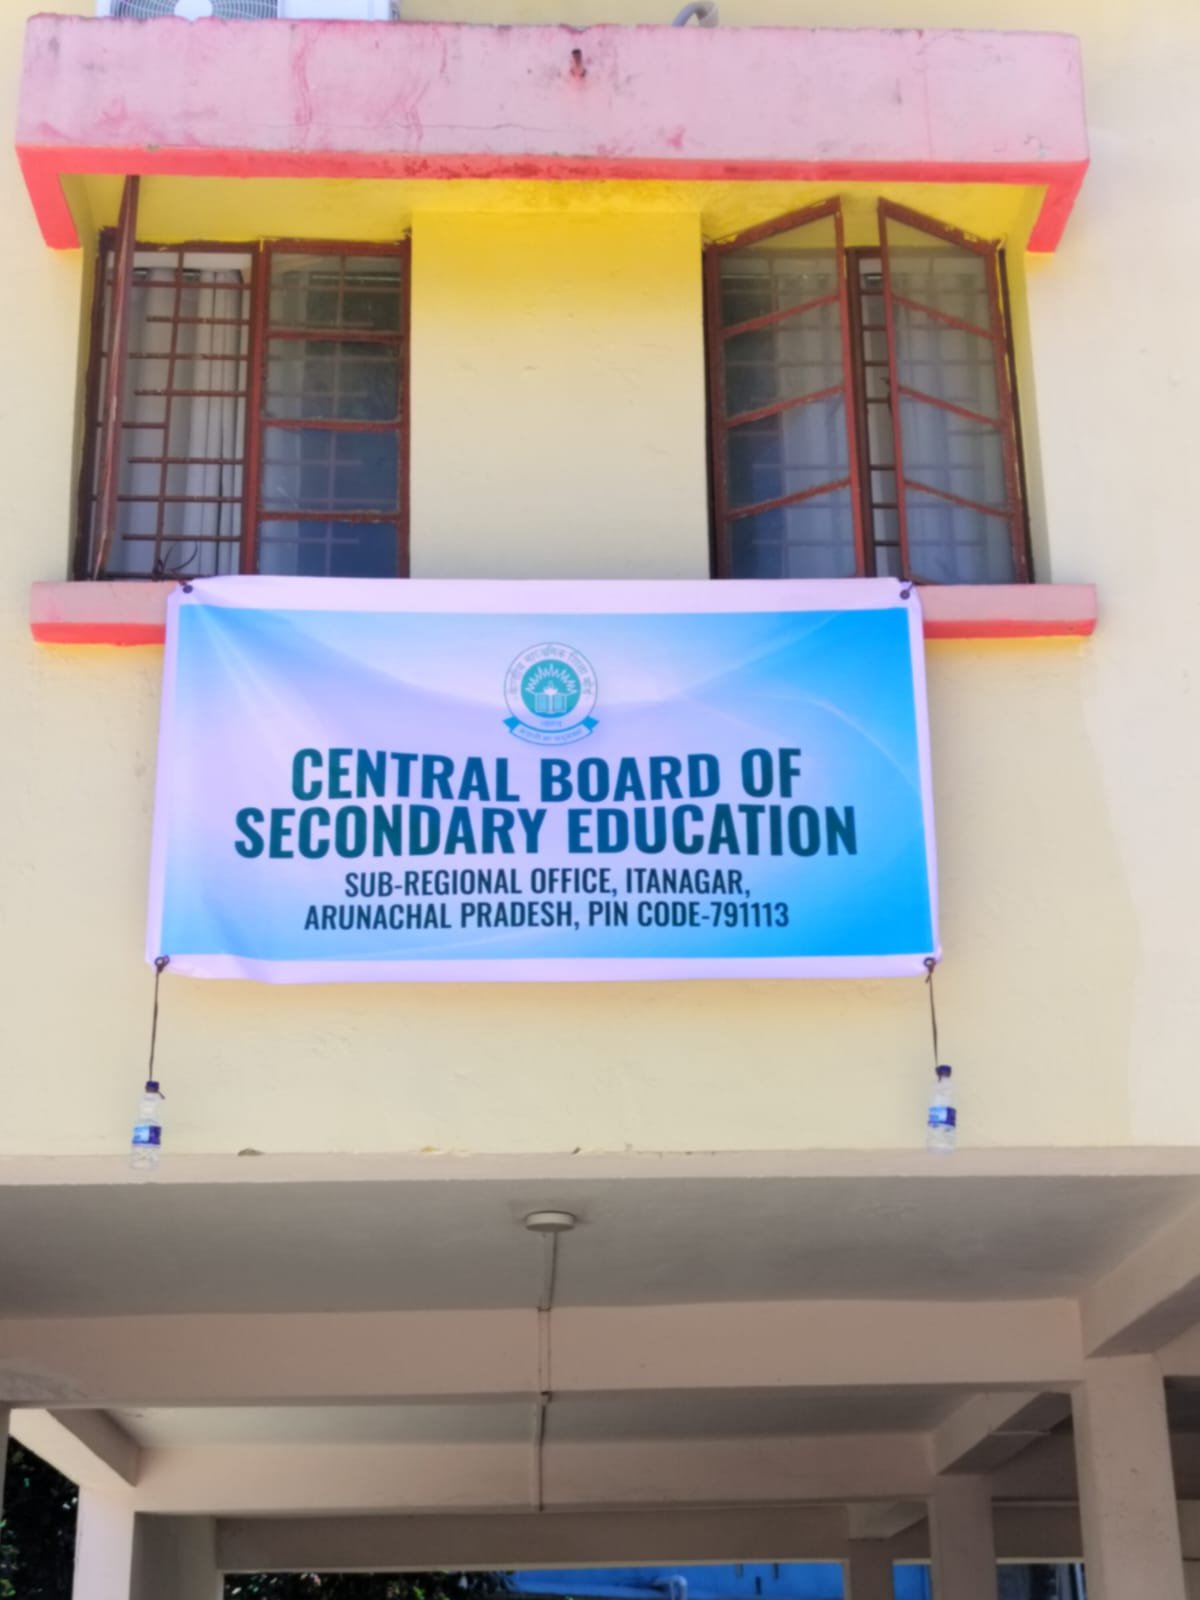 CENTRAL BOARD OF
SECONDARY EDUCATION
SUB-REGIONAL OFFICE, ITANAGAR,
ARUNACHAL PRADESH, PIN CODE-791113